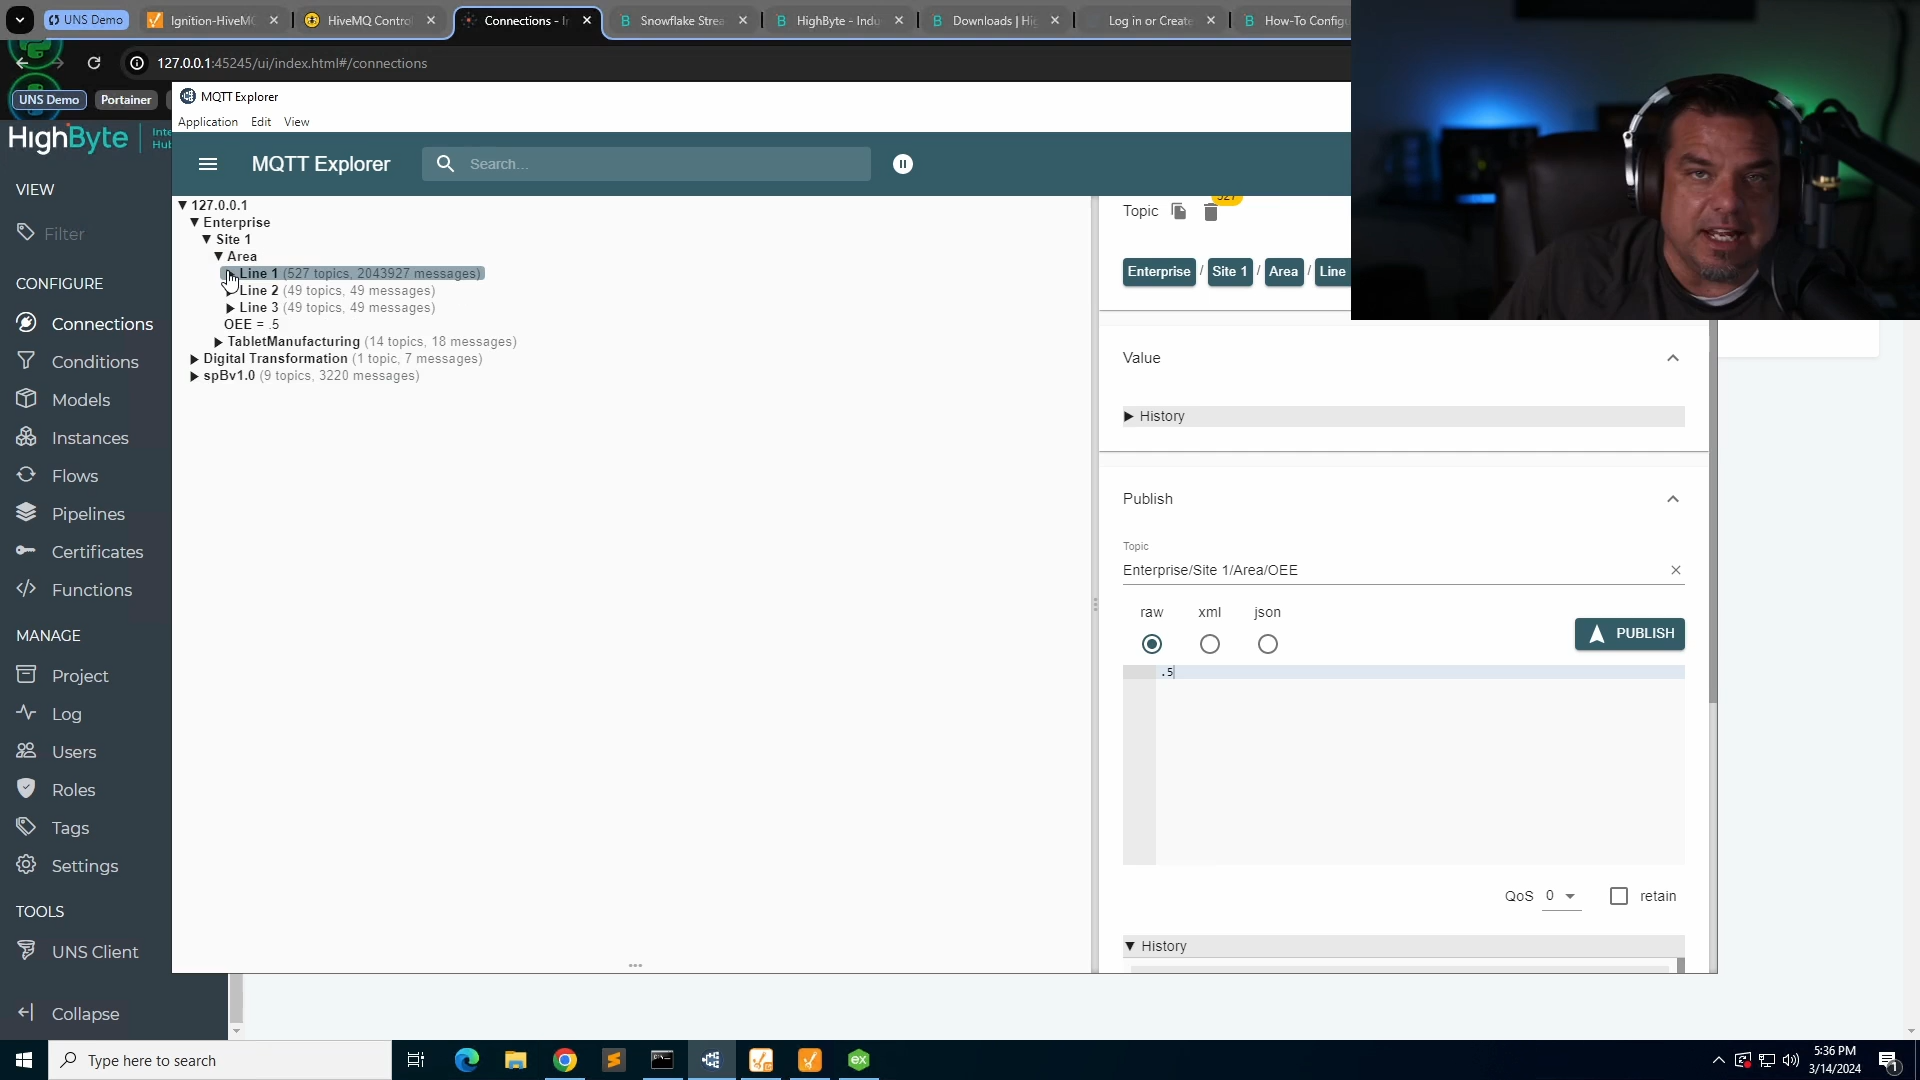 UNS Demo
Ignition-HiveMQ
HiveMQ Control
Connections - In
Snowflake Strea
HighByte - Indu
Downloads | Hi
Log in or Create
How-To Configu
127.0.0.1:45245/ui/index.html#/connections
UNS Demo
Portainer
HighByte
Inte
Hub
VIEW
Filter
CONFIGURE
Connections
Conditions
Models
Instances
Flows
Pipelines
Certificates
Functions
MANAGE
Project
Log
Users
Roles
Tags
Settings
TOOLS
UNS Client
Collapse
MQTT Explorer
Application Edit View
MQTT Explorer
Search...
127.0.0.1
Enterprise
Site 1
Area
Line 1 (527 topics, 2043927 messages)
Line 2 (49 topics, 49 messages)
Line 3 (49 topics, 49 messages)
OEE = .5
TabletManufacturing (14 topics, 18 messages)
Digital Transformation (1 topic, 7 messages)
spBv1.0 (9 topics, 3220 messages)
Topic
527
Enterprise / Site 1 / Area / Line
Value
History
Publish
Topic
Enterprise/Site 1/Area/OEE
raw xml json
PUBLISH
.5
QoS 0 retain
History
Type here to search
ex
5:36 PM
3/14/2024
1